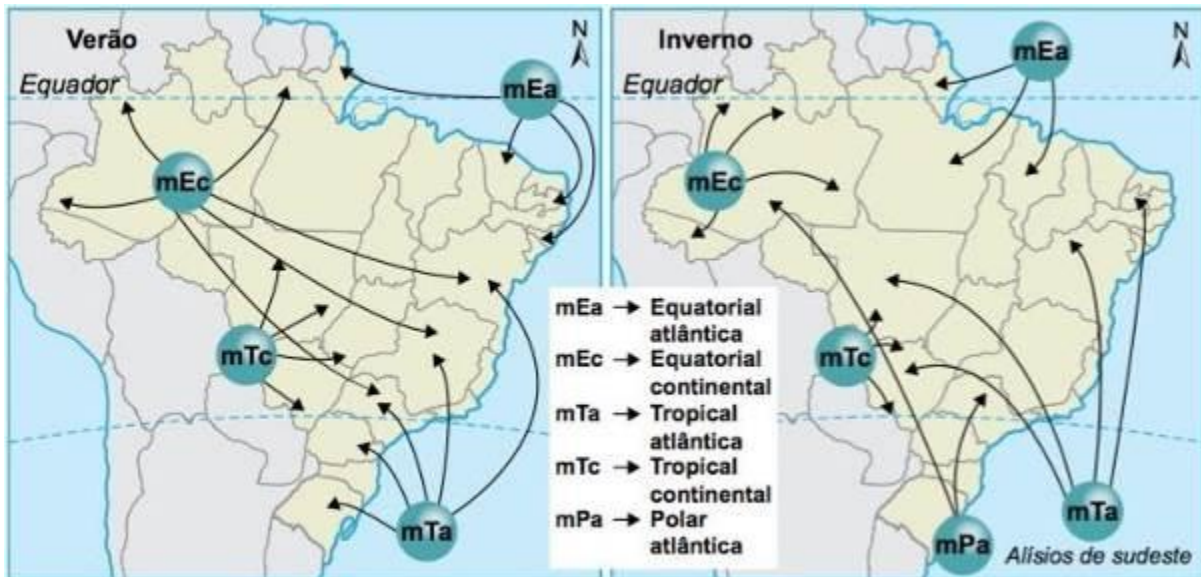 Verão
N
Equador
mEa
mEc
mTc
mTa
Inverno
N
Equador
mEa
mEc
mTc
mPa
mTa
Alísios de sudeste
mEa → Equatorial
atlântica
mEc → Equatorial
continental
mTa → Tropical
atlântica
mTc → Tropical
continental
mPa → Polar
atlântica